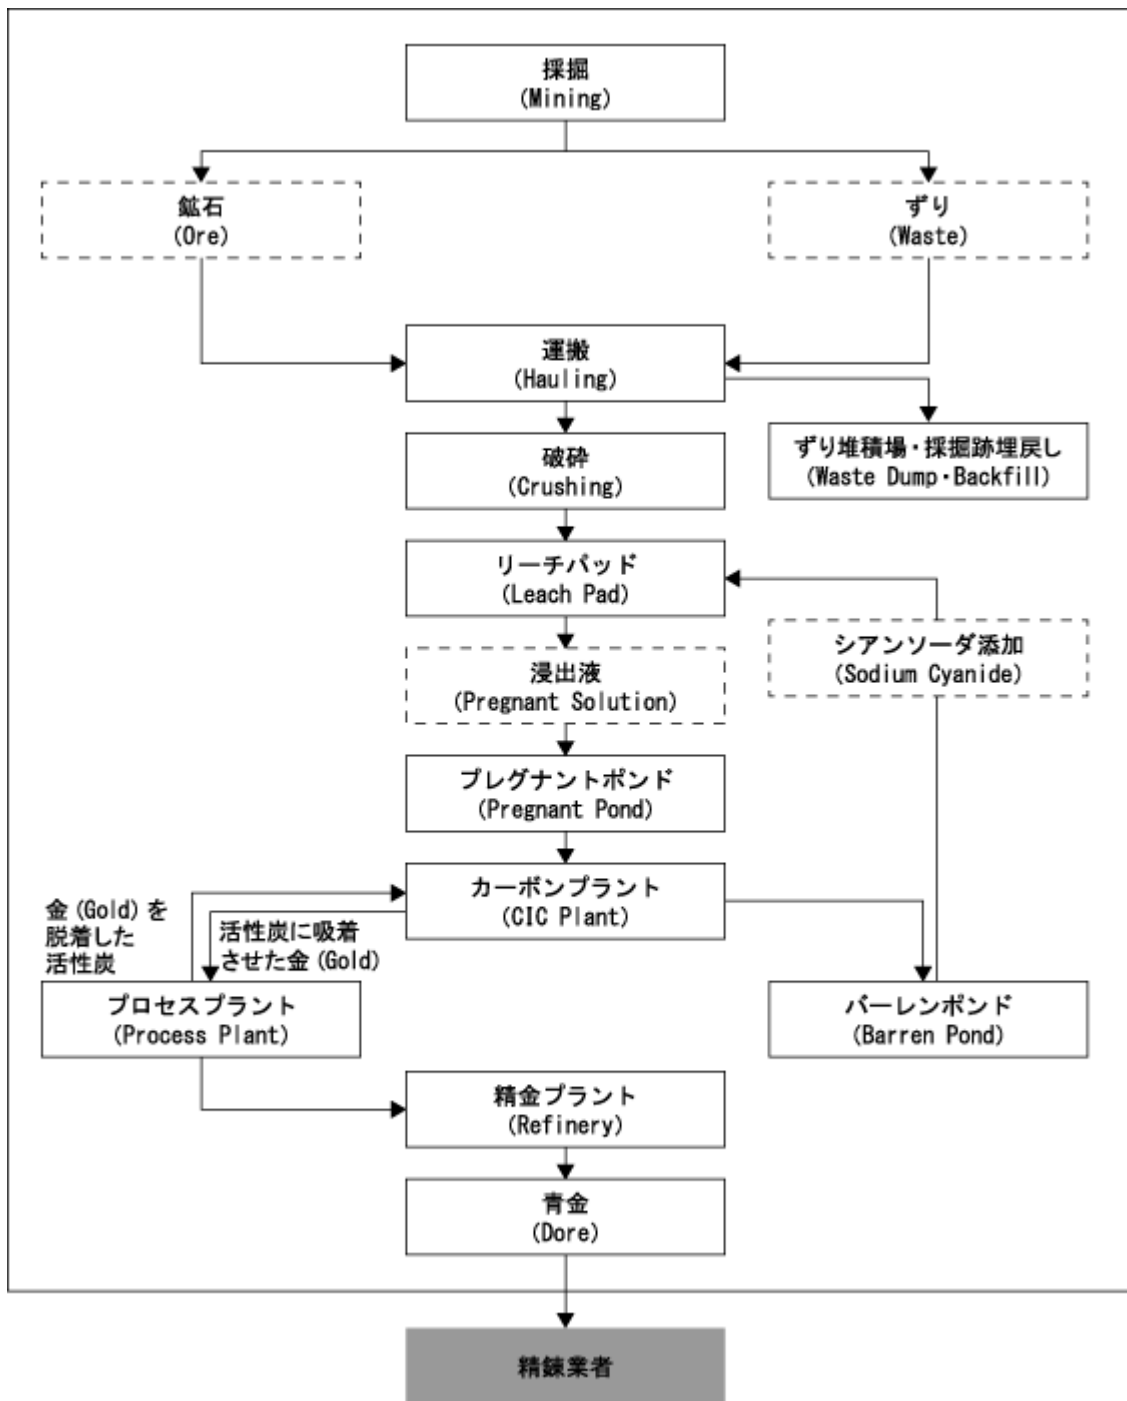 採掘
(Mining)
鉱石
(Ore)
ずり
(Waste)
運搬
(Hauling)
ずり堆積場・採掘跡埋戻し
(Waste Dump・Backfill)
破砕
(Crushing)
リーチパッド
(Leach Pad)
シアンソーダ添加
(Sodium Cyanide)
浸出液
(Pregnant Solution)
プレグナントポンド
(Pregnant Pond)
カーボンプラント
(CIC Plant)
金(Gold)を
脱着した
活性炭
活性炭に吸着
させた金(Gold)
プロセスプラント
(Process Plant)
バーレンポンド
(Barren Pond)
精金プラント
(Refinery)
青金
(Dore)
精錬業者